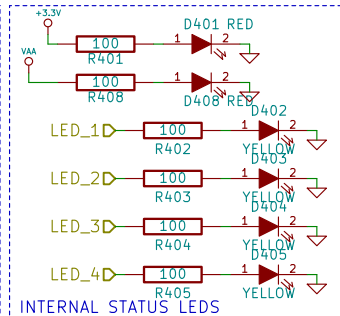 +3.3V
D401 RED
100
1 2
R401
VAA
100
1 2
R408
D408 RED
D402
LED_1
100
1 2
R402
YELLOW
D403
LED_2
100
1 2
R403
YELLOW
D404
LED_3
100
1 2
R404
YELLOW
D405
LED_4
100
1 2
R405
YELLOW
INTERNAL STATUS LEDS